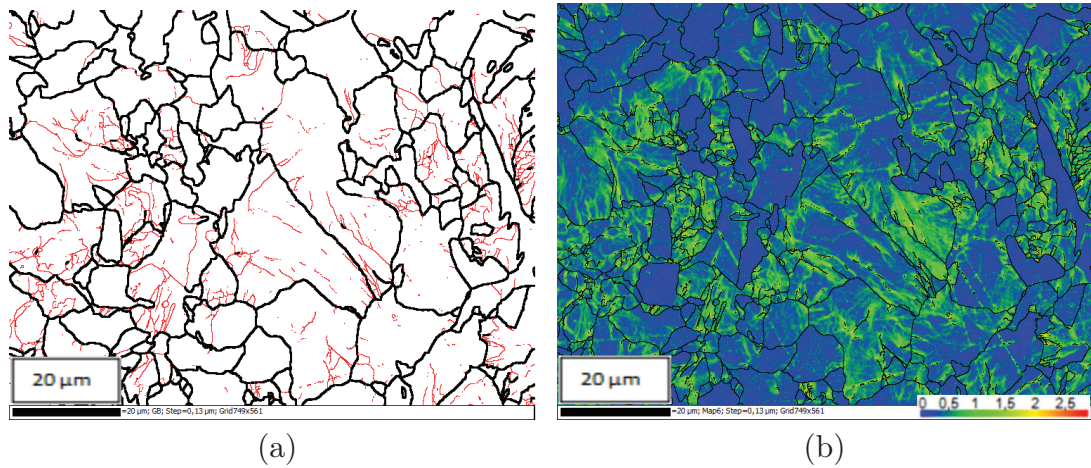 20 µm
=20 µm; GB; Step=0,13 µm; Grid749x561
(a)
20 µm
=20 µm; Map6; Step=0,13 µm; Grid749x561
0 0,5 1 1,5 2 2,5
(b)